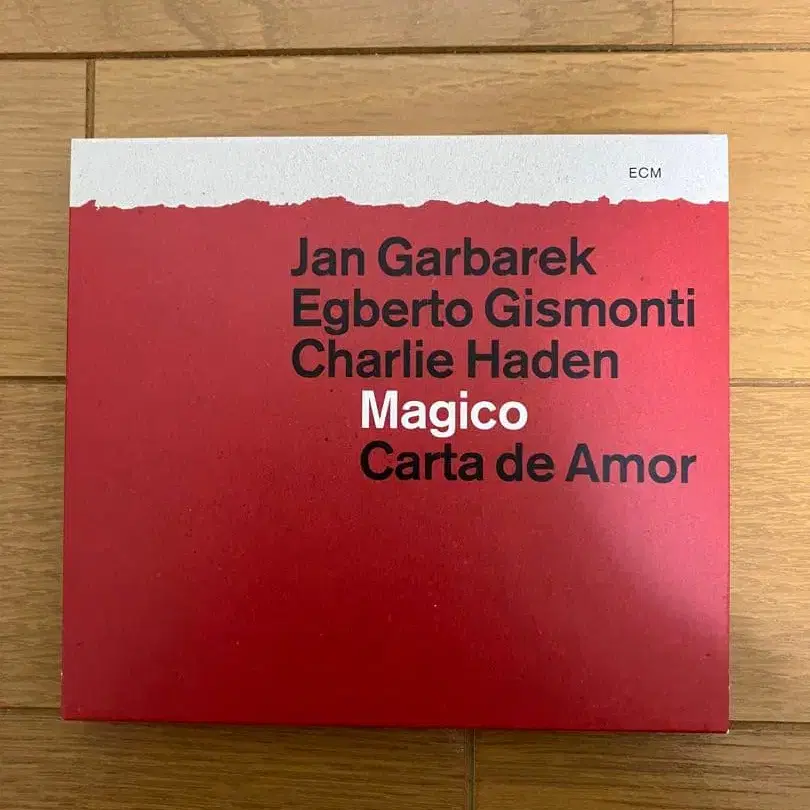 ECM
Jan Garbarek
Egberto Gismonti
Charlie Haden
Magico
Carta de Amor